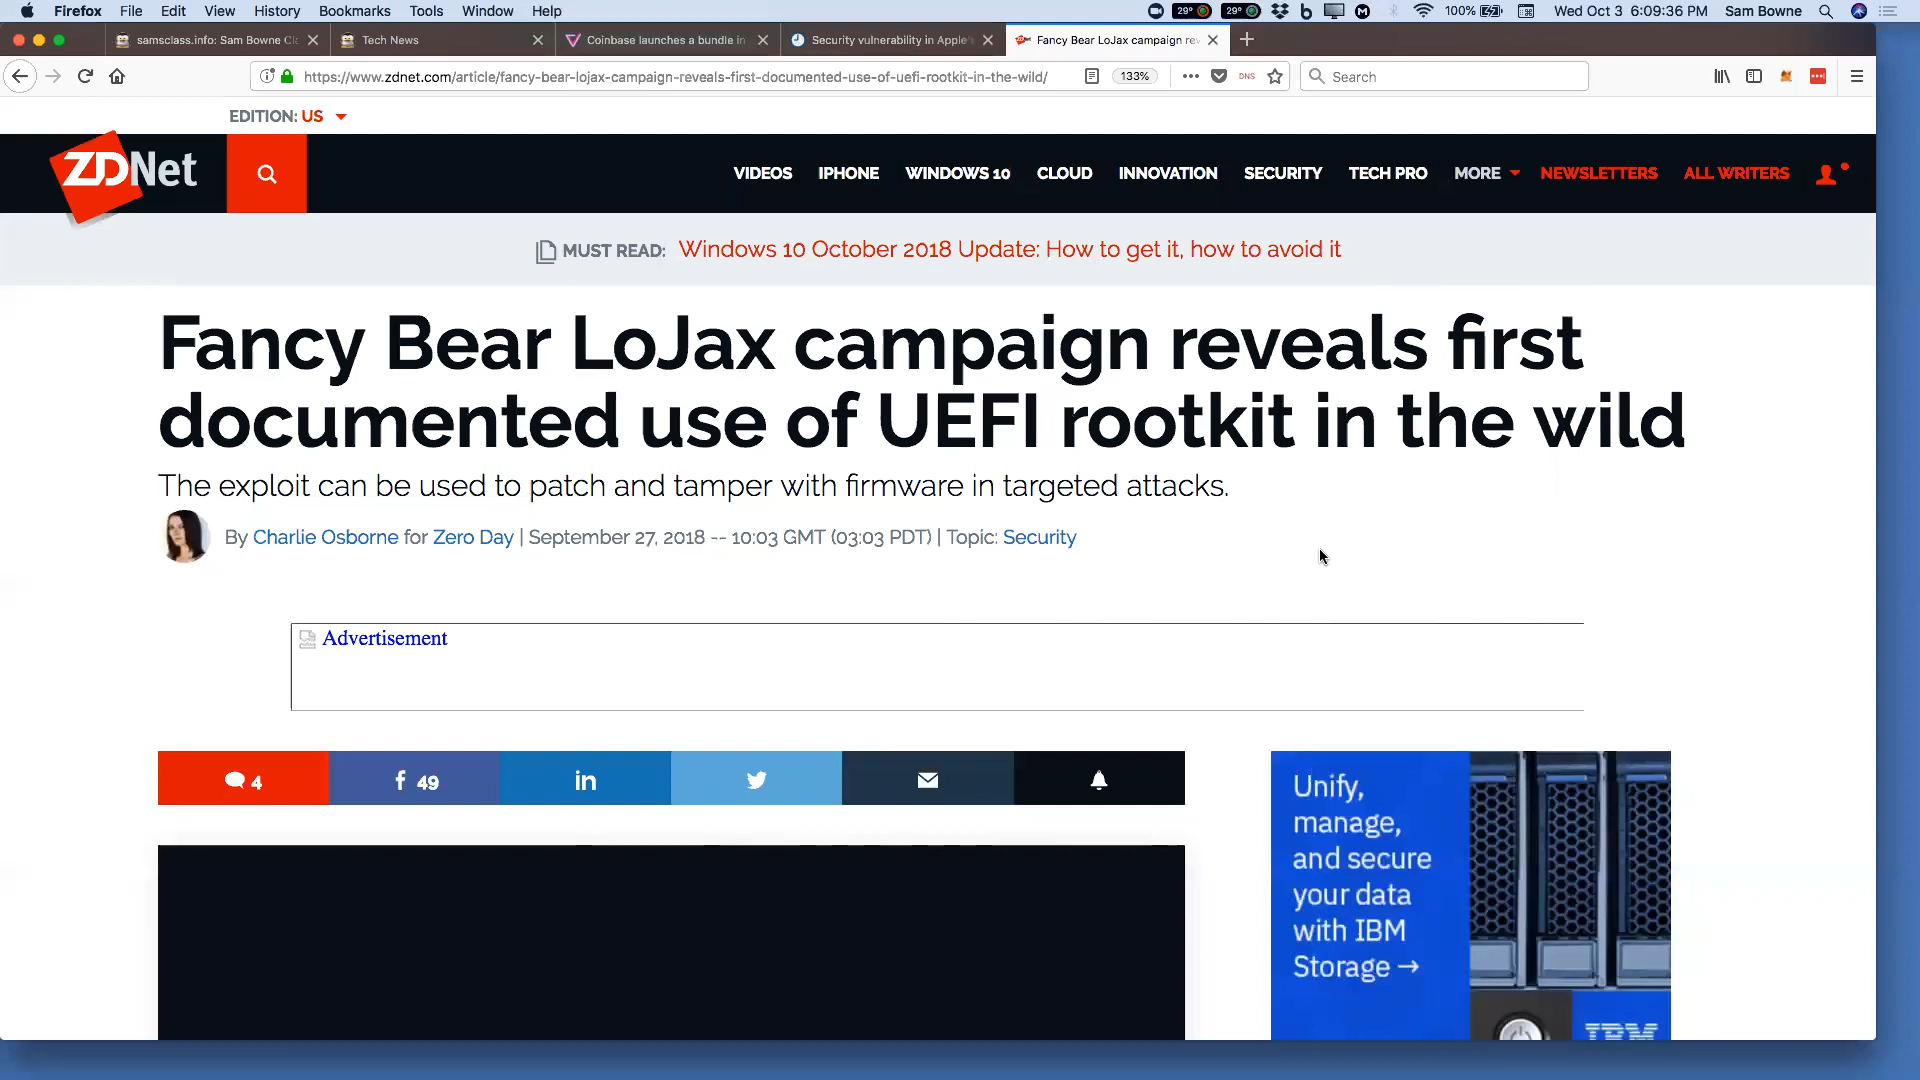 Firefox File Edit View History Bookmarks Tools Window Help 29° 29° 100% Wed Oct 3 6:09:36 PM Sam Bowne
samsclass.info: Sam Bowne Cl
Tech News
Coinbase launches a bundle in
Security vulnerability in Apple's
Fancy Bear LoJax campaign rev
https://www.zdnet.com/article/fancy-bear-lojax-campaign-reveals-first-documented-use-of-uefi-rootkit-in-the-wild/ 133% DNS Search
EDITION: US
ZDNet VIDEOS IPHONE WINDOWS 10 CLOUD INNOVATION SECURITY TECH PRO MORE NEWSLETTERS ALL WRITERS
MUST READ: Windows 10 October 2018 Update: How to get it, how to avoid it
Fancy Bear LoJax campaign reveals first
documented use of UEFI rootkit in the wild
The exploit can be used to patch and tamper with firmware in targeted attacks.
By Charlie Osborne for Zero Day | September 27, 2018 -- 10:03 GMT (03:03 PDT) | Topic: Security
Advertisement
4 f 49 in
Unify,
manage,
and secure
your data
with IBM
Storage →
IBM